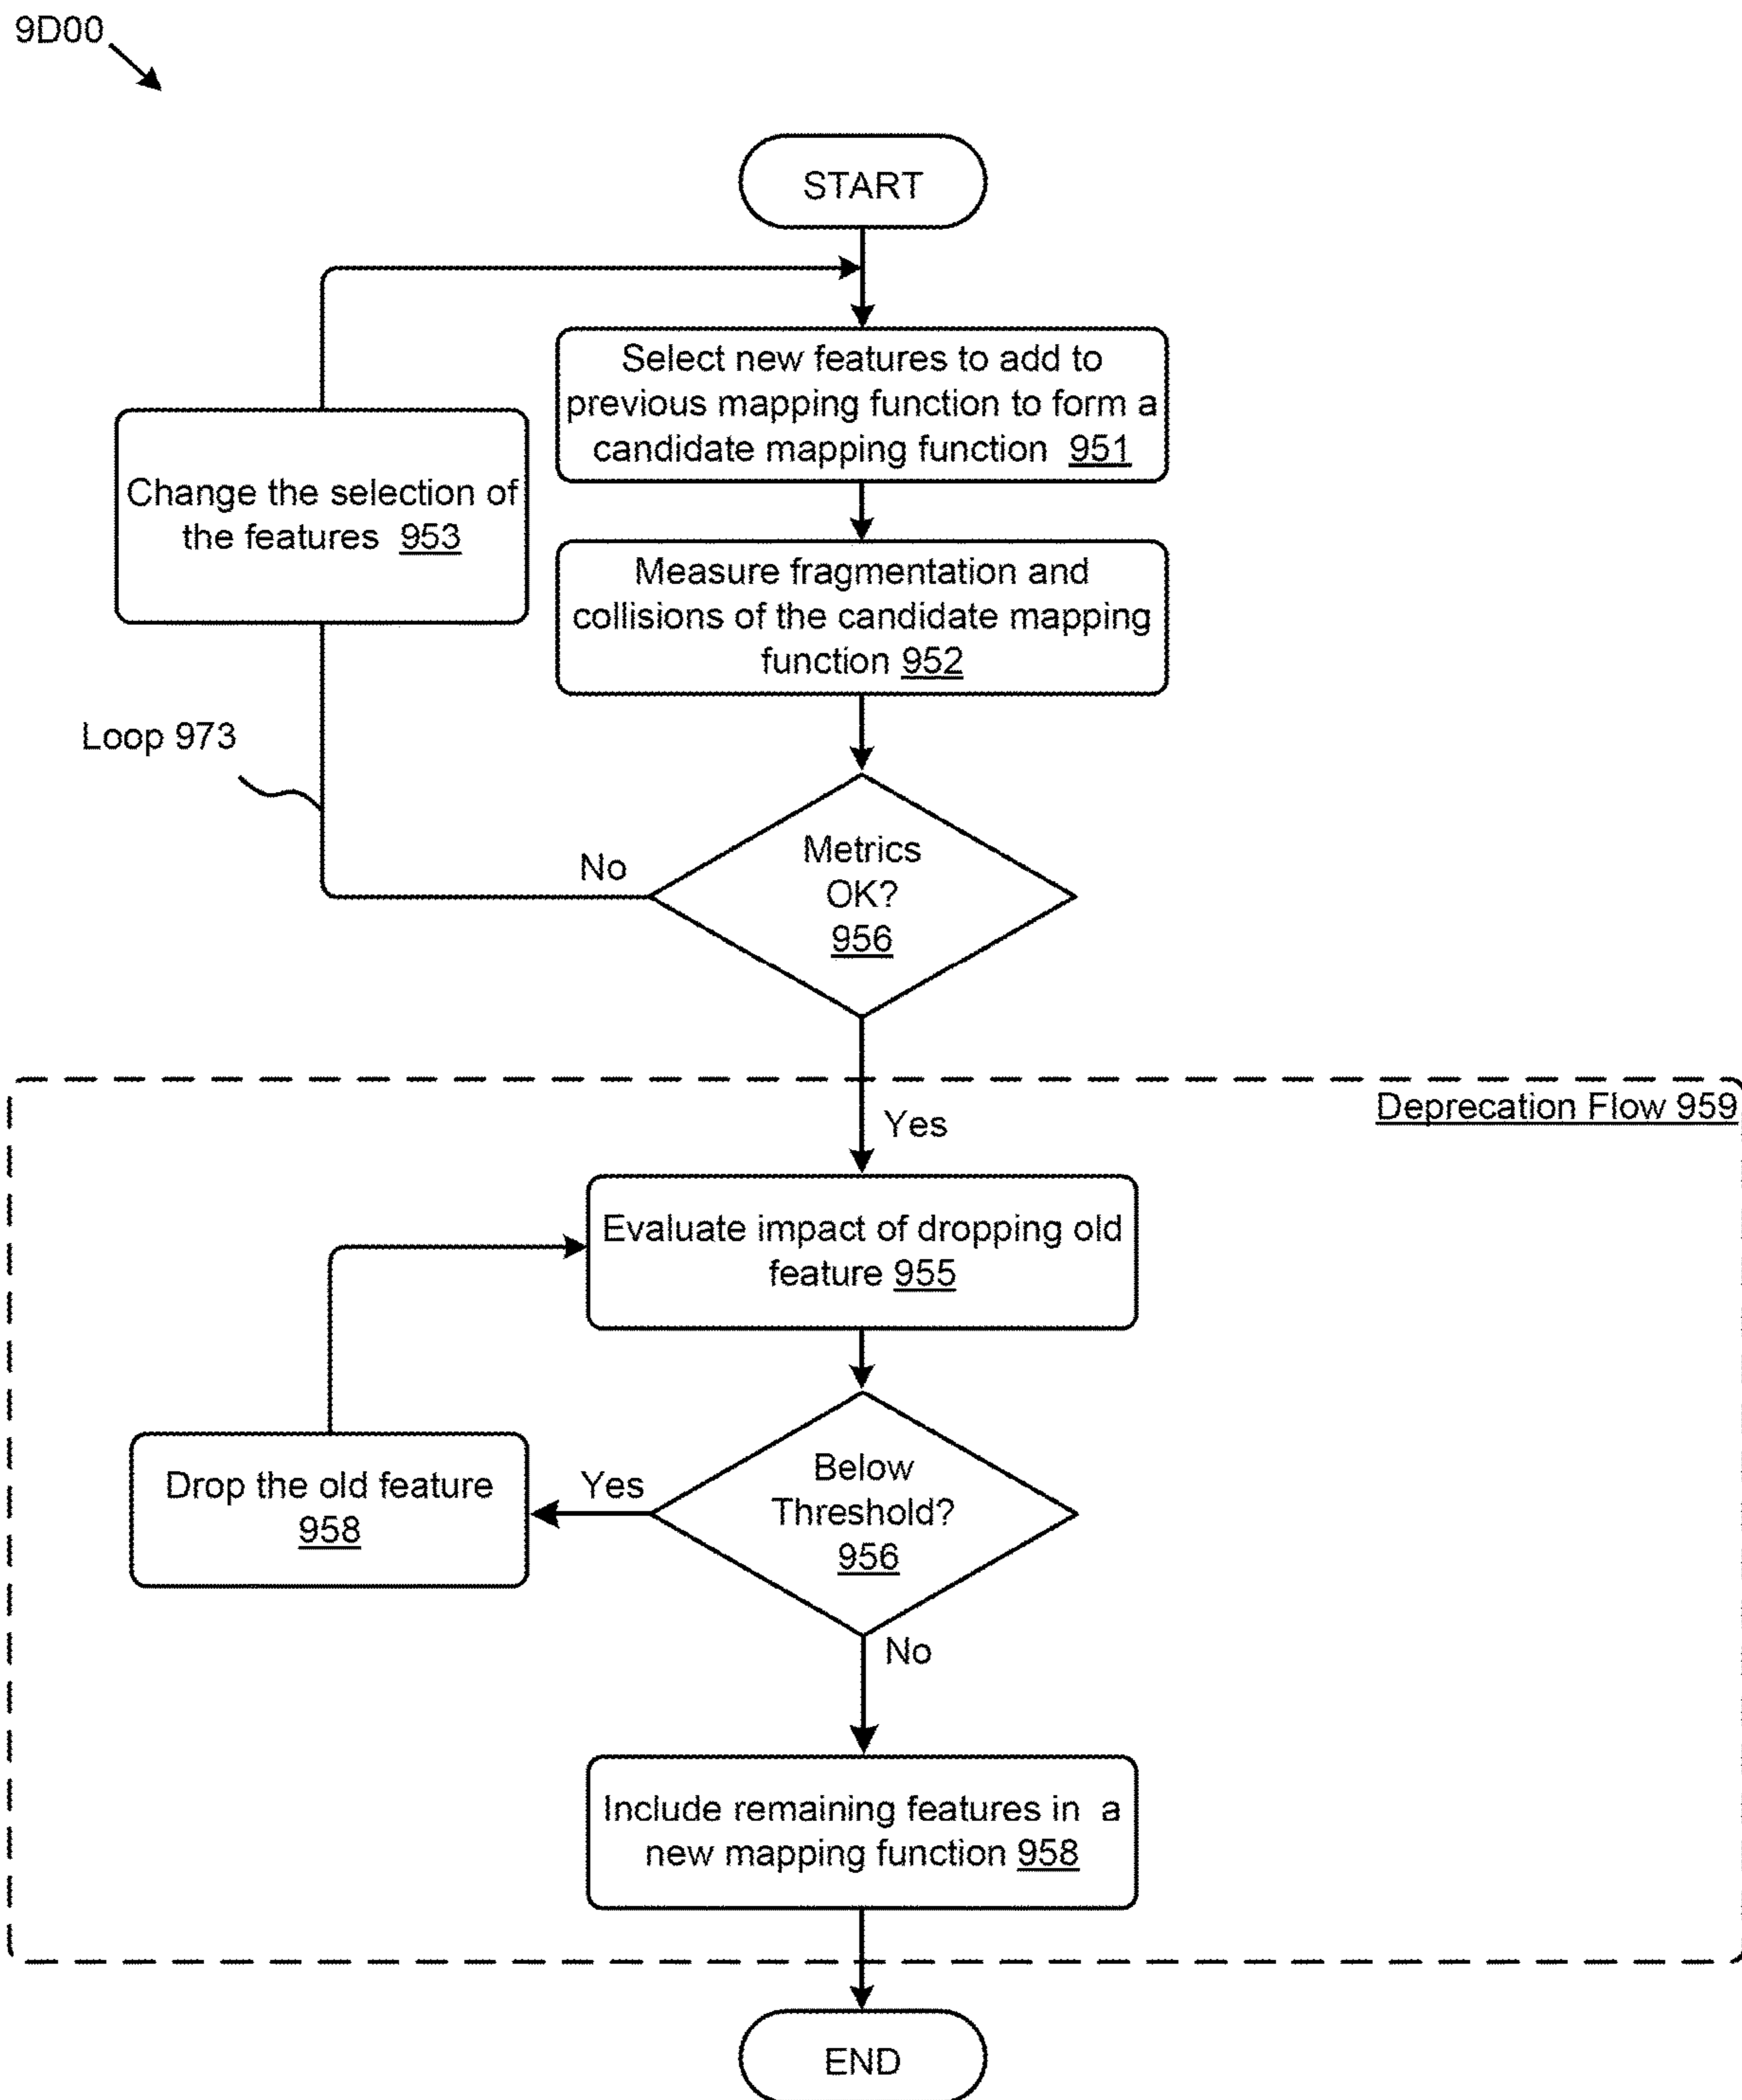 9D00
START
Select new features to add to
previous mapping function to form a
candidate mapping function 951
Change the selection of
the features 953
Measure fragmentation and
collisions of the candidate mapping
function 952
Loop 973
Metrics
OK?
956
No
Yes
Deprecation Flow 959
Evaluate impact of dropping old
feature 955
Below
Threshold?
956
Yes
Drop the old feature
958
No
Include remaining features in a
new mapping function 958
END